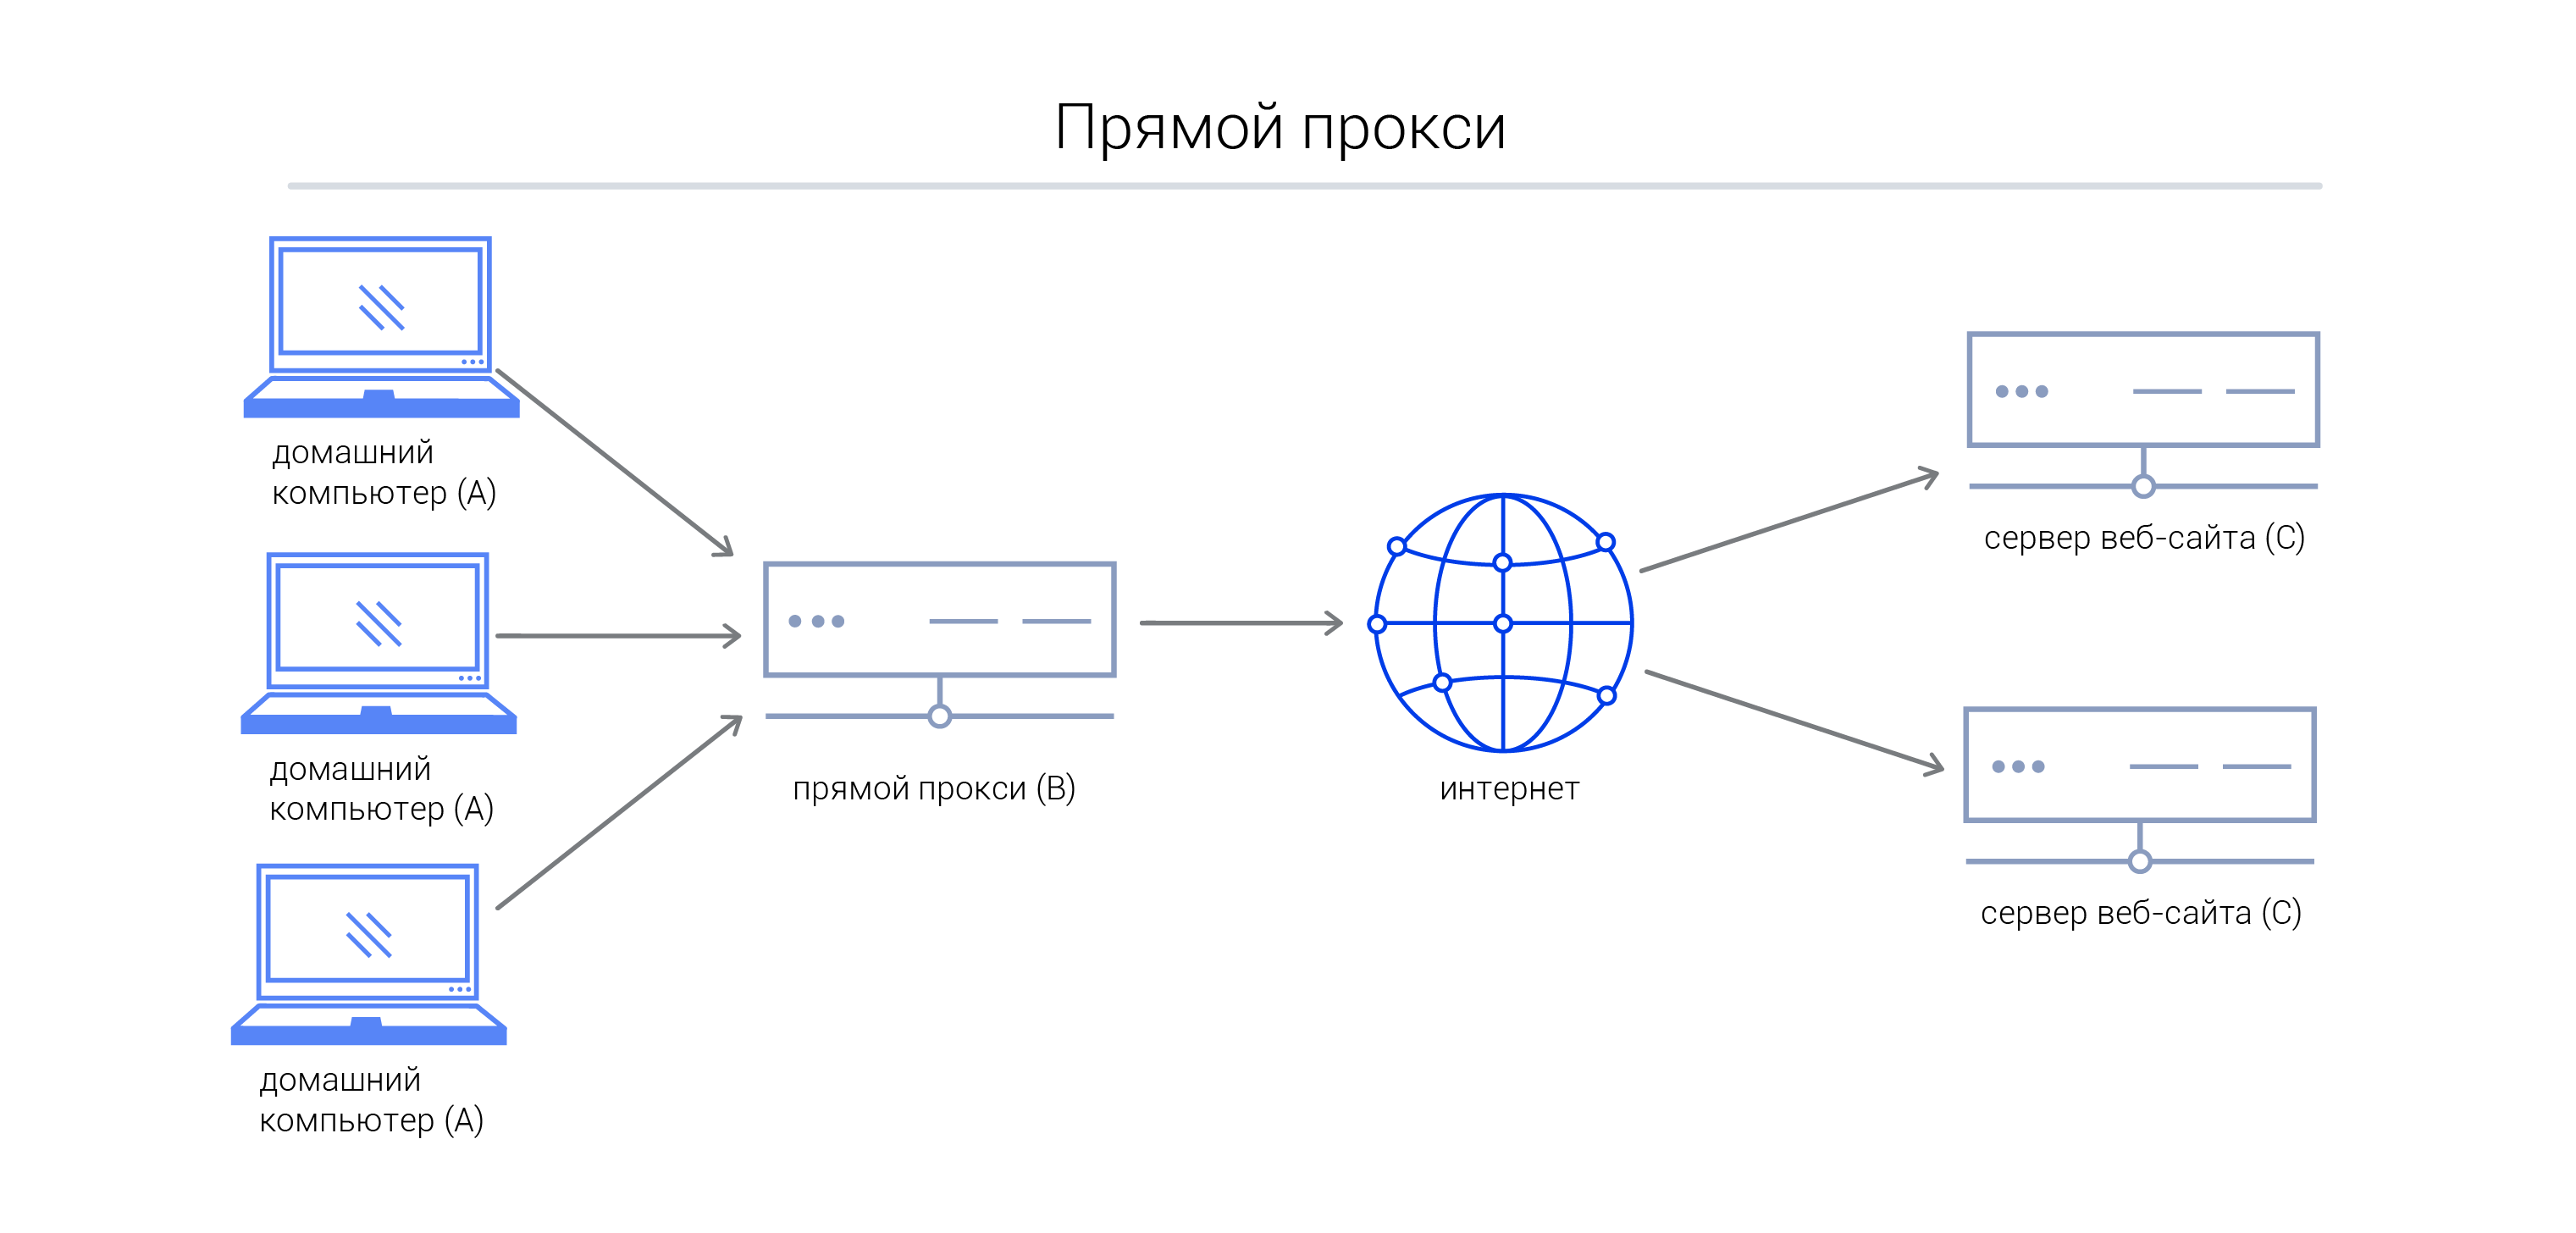 Прямой прокси
домашний
компьютер (A)
домашний
компьютер (A)
домашний
компьютер (A)
прямой прокси (B)
интернет
сервер веб-сайта (C)
сервер веб-сайта (C)